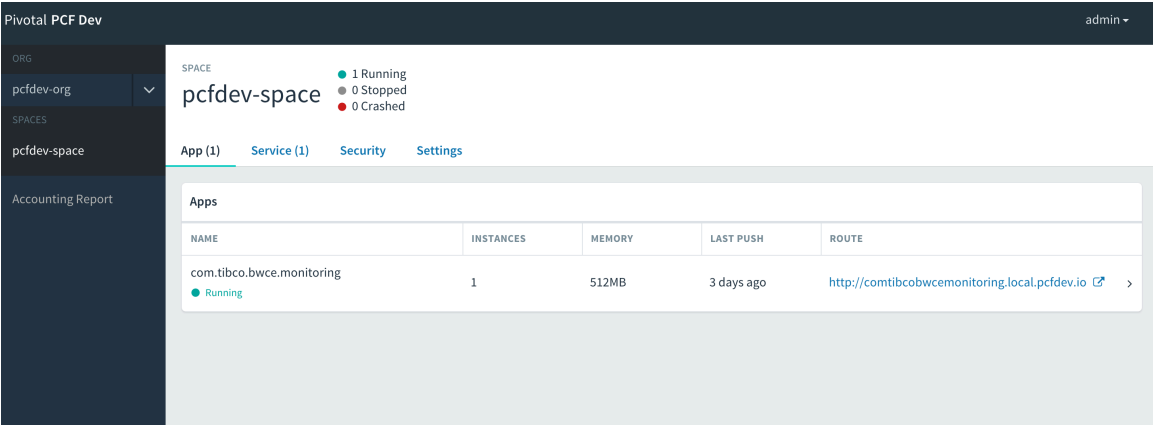 Pivotal PCF Dev
admin
ORG
pcfdev-org
SPACES
pcfdev-space
Accounting Report
SPACE
pcfdev-space
1 Running
0 Stopped
0 Crashed
App (1) Service (1) Security Settings
Apps
NAME INSTANCES MEMORY LAST PUSH ROUTE
com.tibco.bwce.monitoring
Running
1 512MB 3 days ago http://comtibcobwcemonitoring.local.pcfdev.io